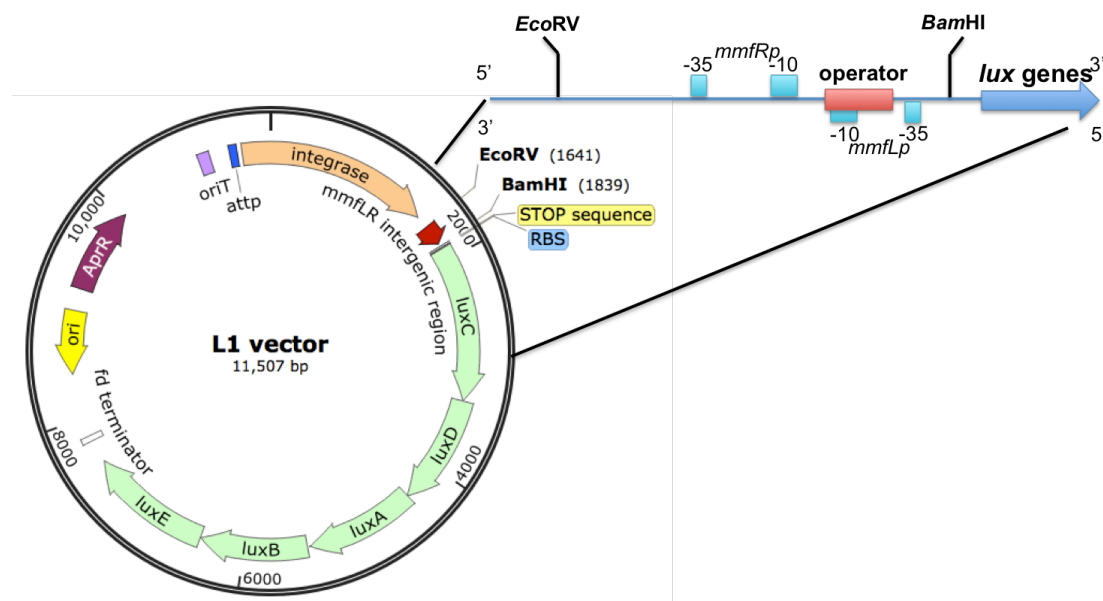 EcoRV
BamHI
mmfRp
-35
-10
operator
lux genes
5’
3’
3’
5
-10
-35
mmfLp
EcoRV (1641)
BamHI (1839)
STOP sequence
RBS
integrase
oriT
attp
mmfLR intergenic region
2000
10,000
AprR
ori
luxC
L1 vector
11,507 bp
fd terminator
luxD
4000
8000
luxE
luxA
luxB
6000